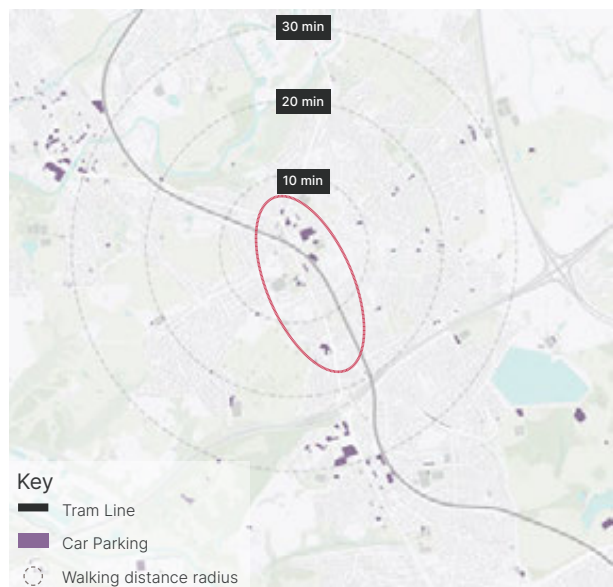 30 min
20 min
10 min
Key
Tram Line
Car Parking
Walking distance radius